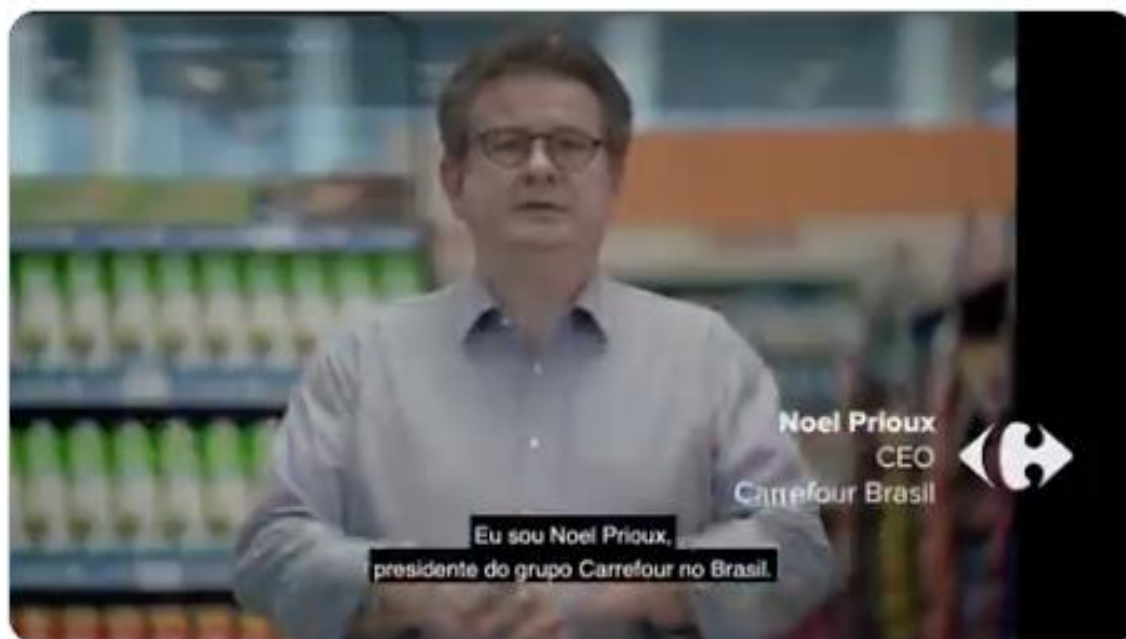 Noel Prioux
CEO
Carrefour Brasil
Eu sou Noel Prioux,
presidente do grupo Carrefour no Brasil.